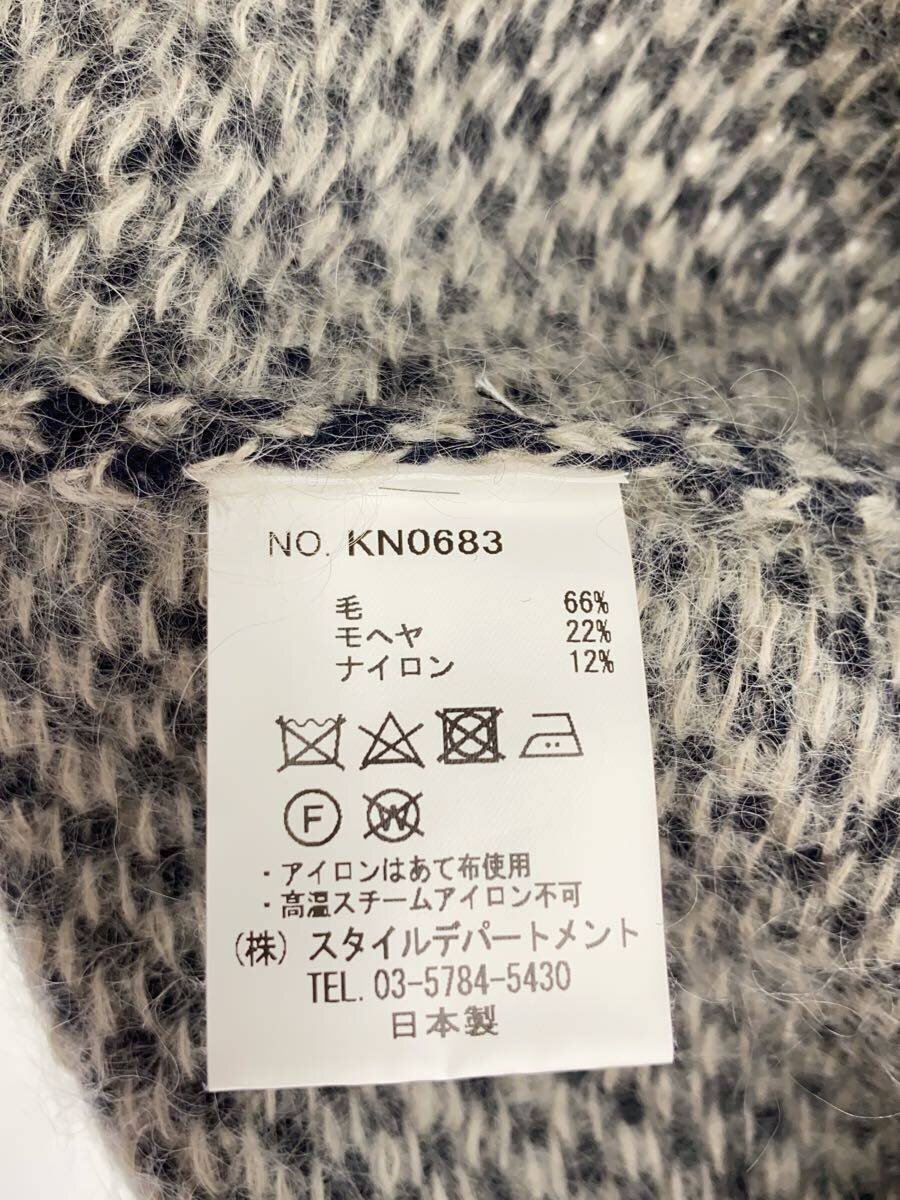 NO. KN0683
毛 66%
モヘヤ 22%
ナイロン 12%
F W
・アイロンはあて布使用
・高温スチームアイロン不可
(株) スタイルデパートメント
TEL. 03-5784-5430
日本製